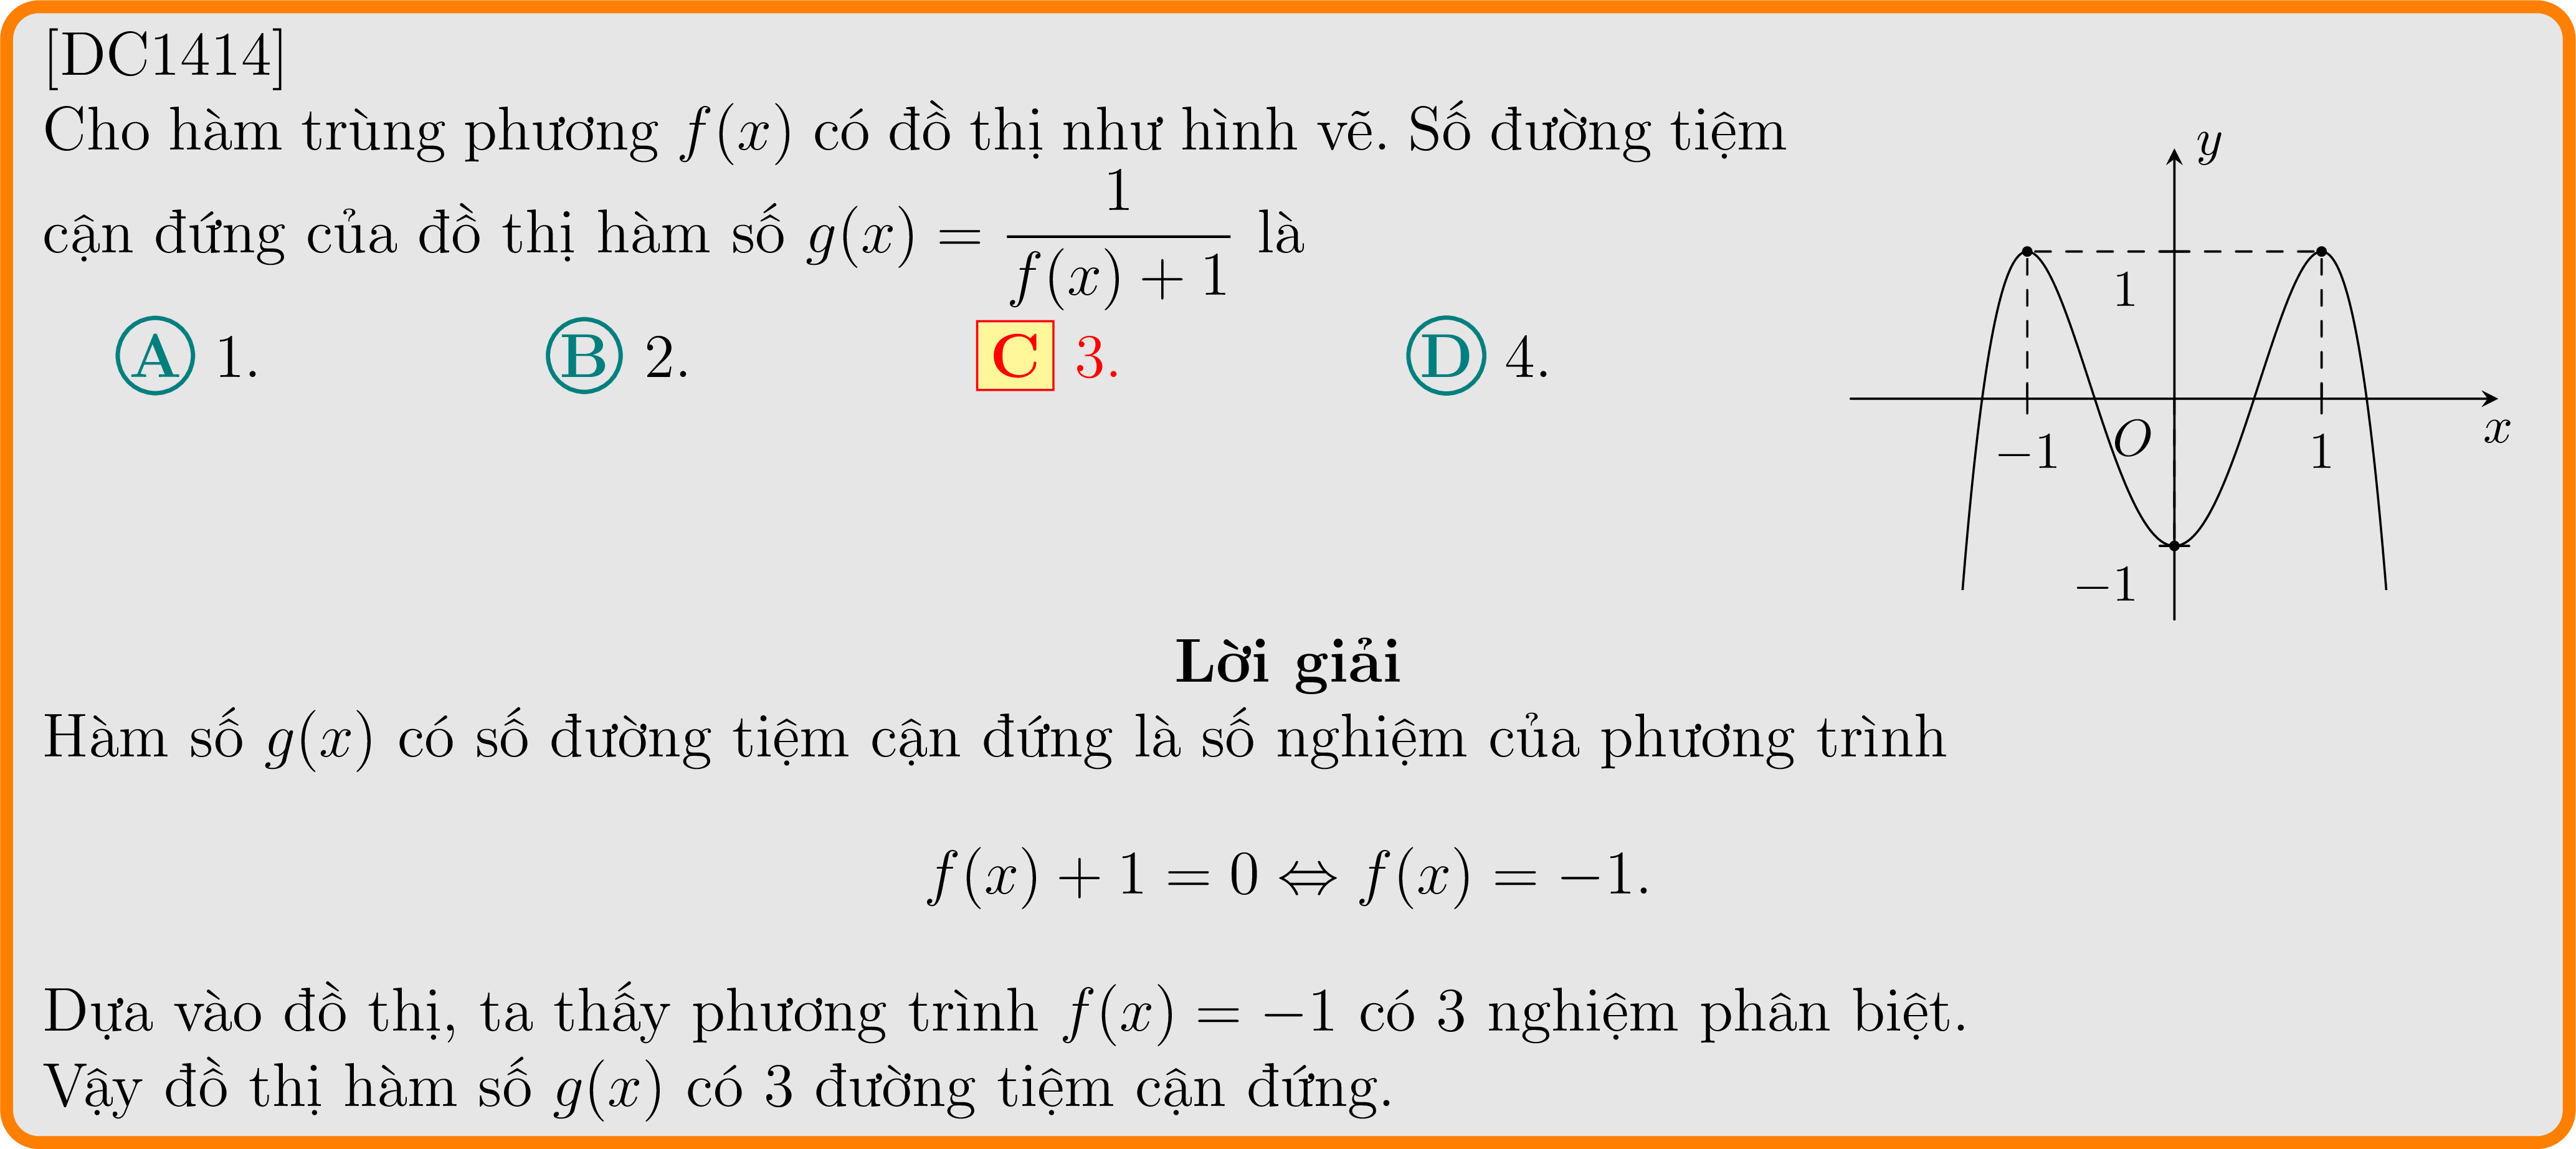 [DC1414]
Cho hàm trùng phương f(x) có đồ thị như hình vẽ. Số đường tiệm
cận đứng của đồ thị hàm số g(x) = 1/(f(x) + 1) là
A 1. B 2. C 3. D 4.
y
1
−1 O 1 x
−1
Lời giải
Hàm số g(x) có số đường tiệm cận đứng là số nghiệm của phương trình
f(x) + 1 = 0 ⇔ f(x) = −1.
Dựa vào đồ thị, ta thấy phương trình f(x) = −1 có 3 nghiệm phân biệt.
Vậy đồ thị hàm số g(x) có 3 đường tiệm cận đứng.